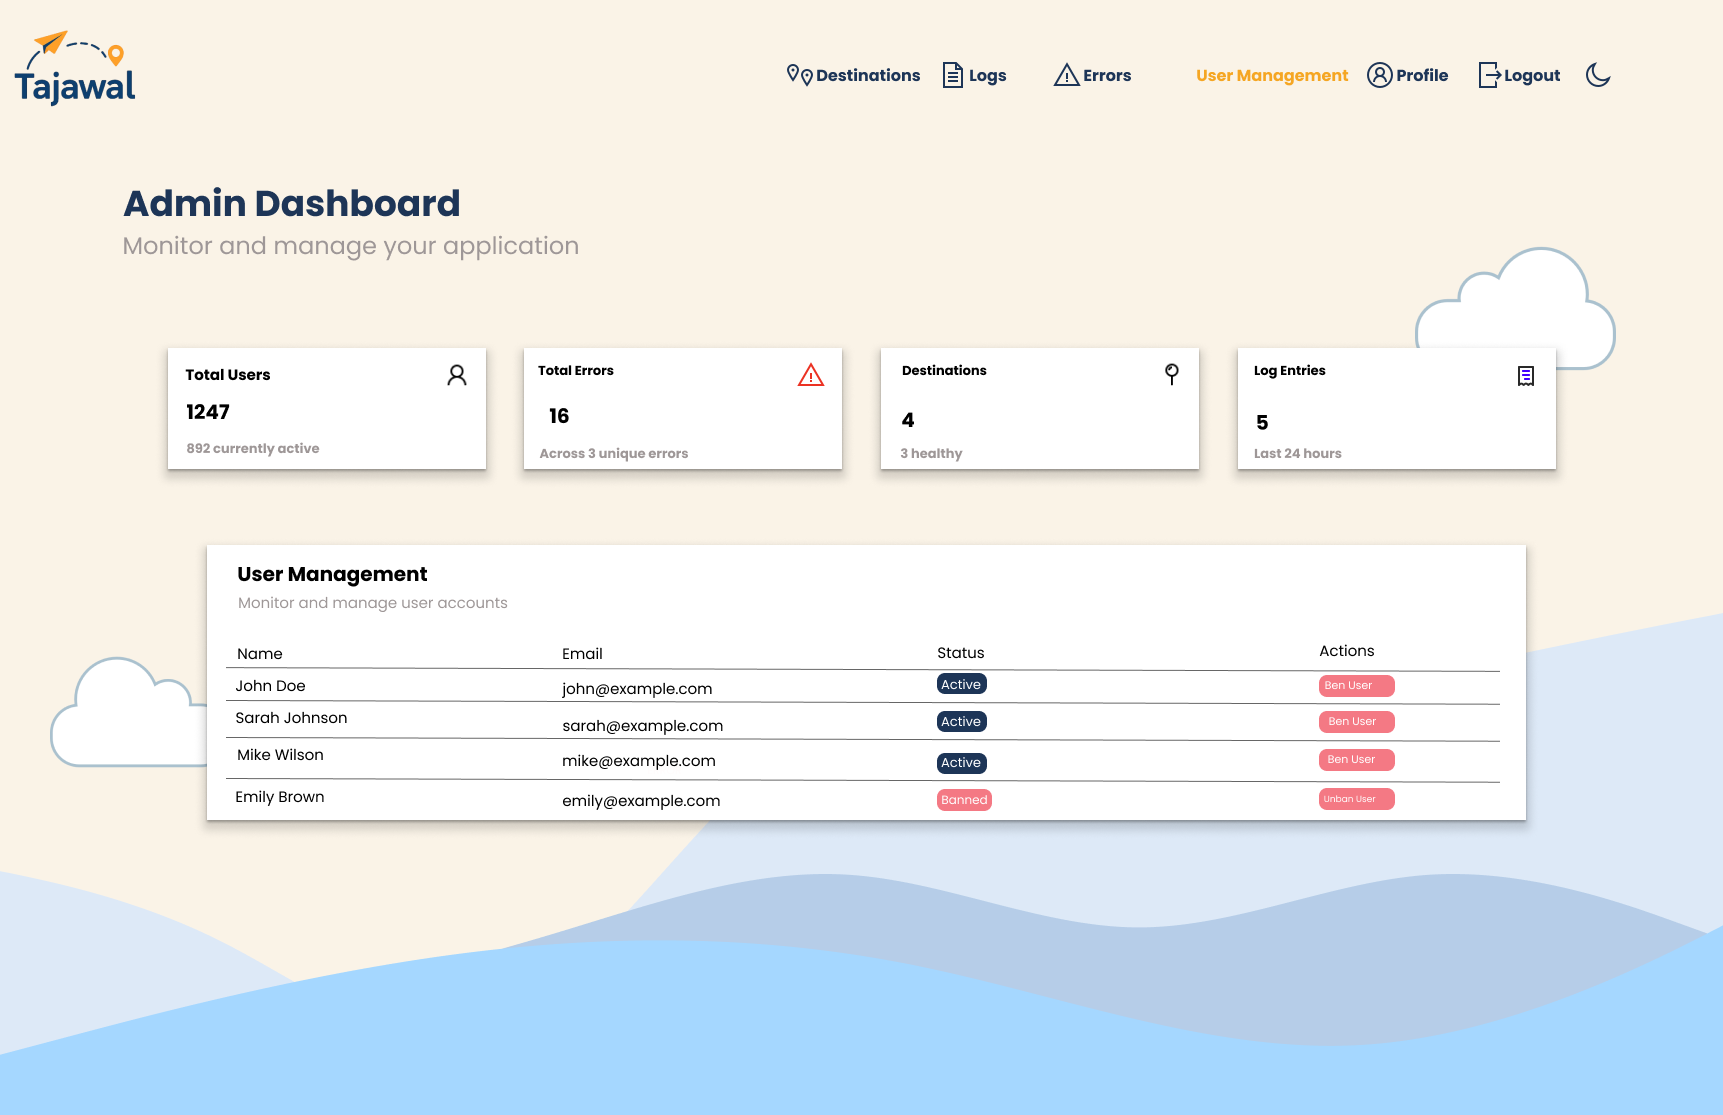 Tajawal
Destinations Logs Errors User Management Profile Logout
Admin Dashboard
Monitor and manage your application
Total Users
1247
892 currently active
Total Errors
16
Across 3 unique errors
Destinations
4
3 healthy
Log Entries
5
Last 24 hours
User Management
Monitor and manage user accounts
Name Email Status Actions
John Doe john@example.com Active Ben User
Sarah Johnson sarah@example.com Active Ben User
Mike Wilson mike@example.com Active Ben User
Emily Brown emily@example.com Banned Unban User